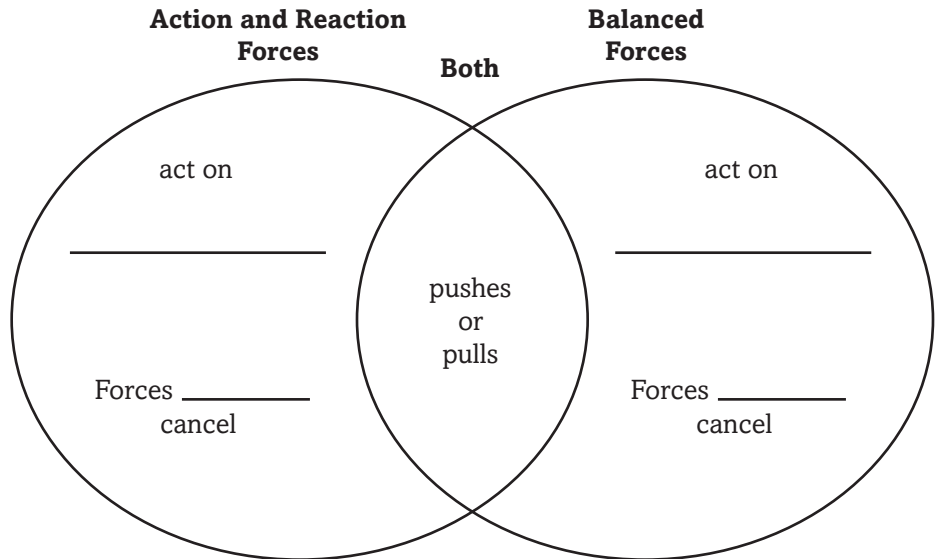 Action and Reaction
Forces
Both
Balanced
Forces
act on
Forces
cancel
pushes
or
pulls
act on
Forces
cancel